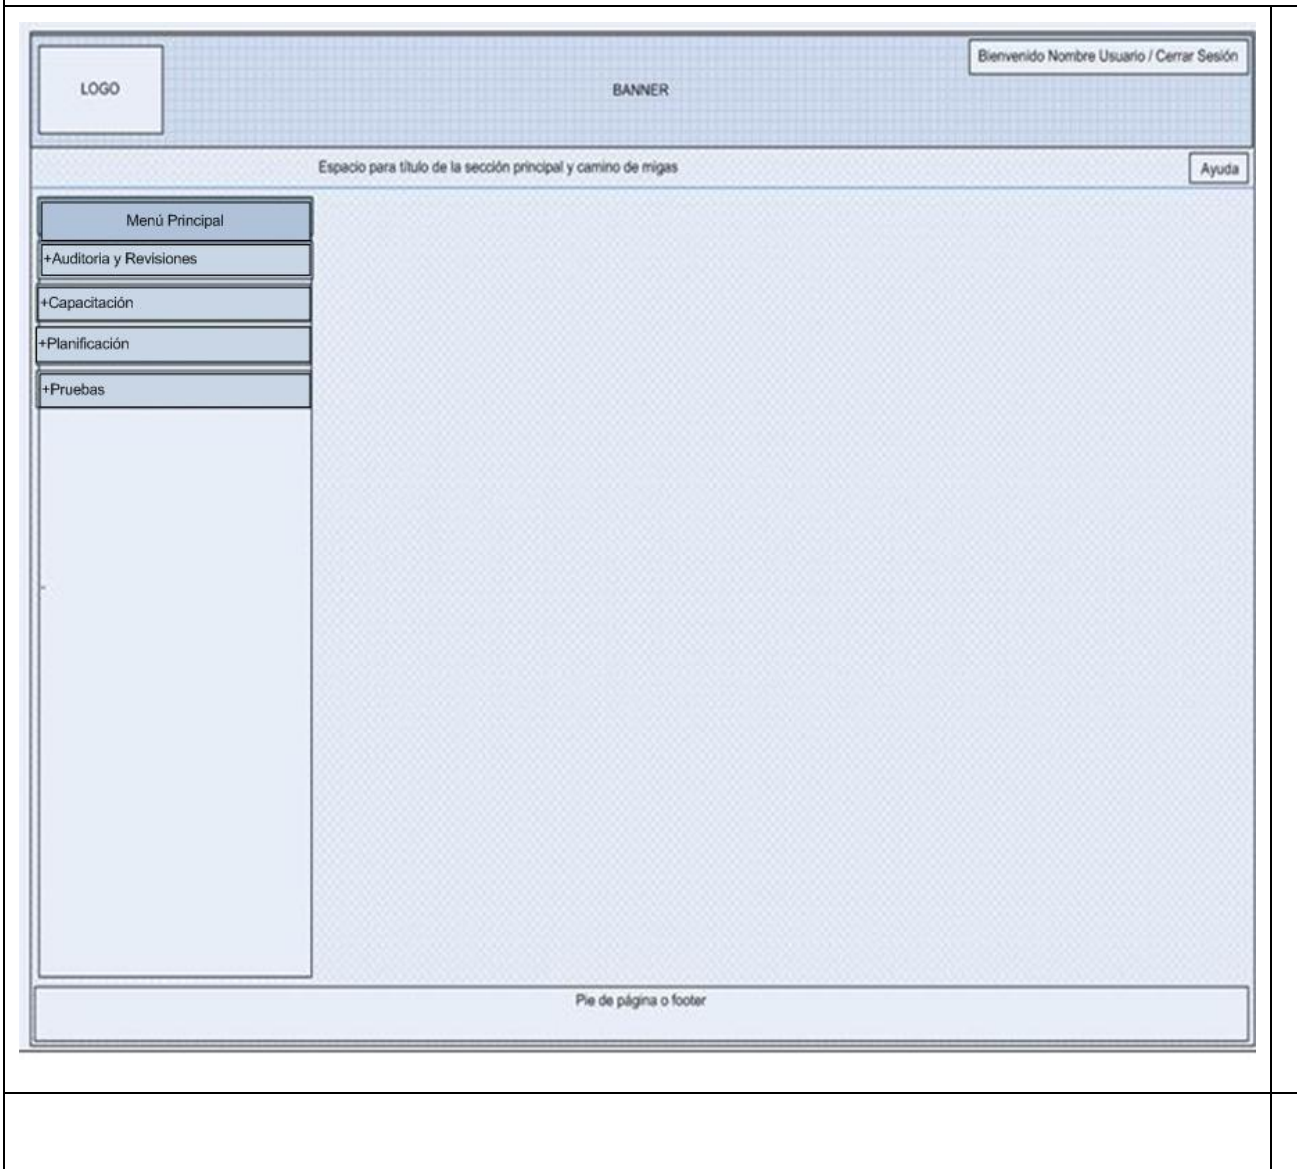 Bienvenido Nombre Usuario / Cerrar Sesión
LOGO
BANNER
Espacio para título de la sección principal y camino de migas
Ayuda
Menú Principal
+Auditoria y Revisiones
+Capacitación
+Planificación
+Pruebas
Pie de página o footer